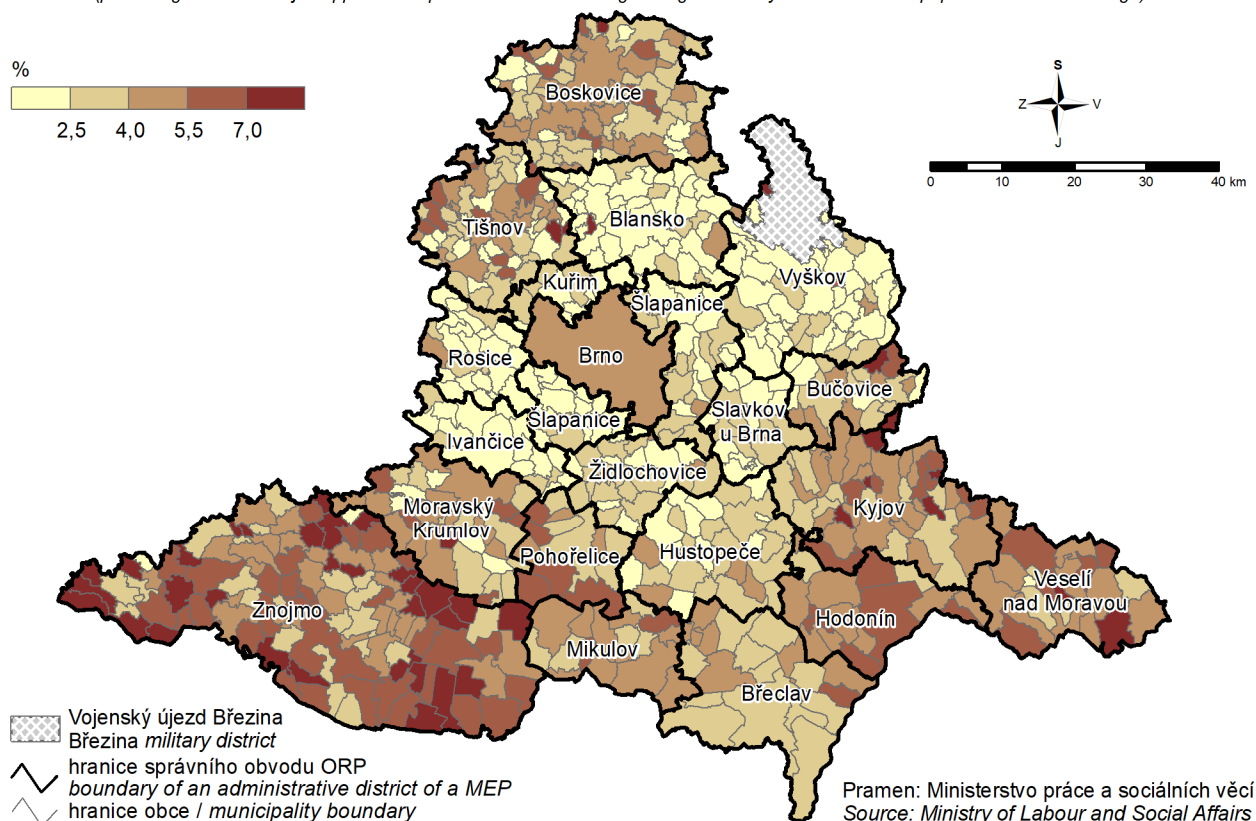 %
2,5 4,0 5,5 7,0
S
Z V
J
0 10 20 30 40 km
Boskovice
Tišnov
Blansko
Vyškov
Kuřim
Šlapanice
Rosice
Brno
Bučovice
Slavkov
u Brna
Šlapanice
Ivančice
Židlochovice
Moravský
Krumlov
Kyjov
Pohořelice
Hustopeče
Veselí
nad Moravou
Znojmo
Hodonín
Mikulov
Břeclav
Vojenský újezd Březina
Březina military district
hranice správního obvodu ORP
boundary of an administrative district of a MEP
hranice obce / municipality boundary
Pramen: Ministerstvo práce a sociálních věcí
Source: Ministry of Labour and Social Affairs